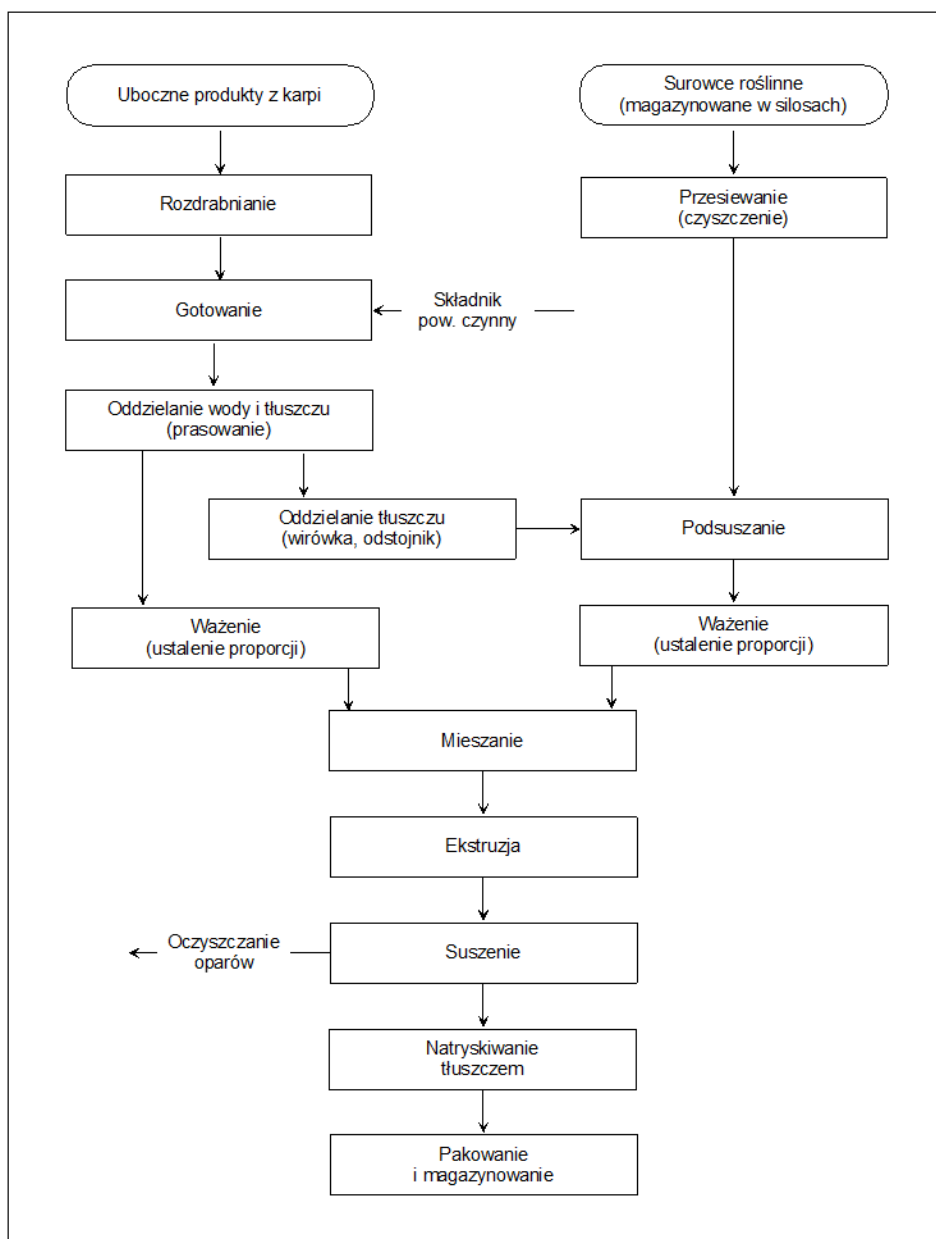 Uboczne produkty z karpi
Surowce roślinne
(magazynowane w silosach)
Rozdrabnianie
Przesiewanie
(czyszczenie)
Gotowanie
Składnik
pow. czynny
Oddzielanie wody i tłuszczu
(prasowanie)
Oddzielanie tłuszczu
(wirówka, odstojnik)
Podsuszanie
Ważenie
(ustalenie proporcji)
Ważenie
(ustalenie proporcji)
Mieszanie
Ekstruzja
Oczyszczanie
oparów
Suszenie
Natryskiwanie
tłuszczem
Pakowanie
i magazynowanie